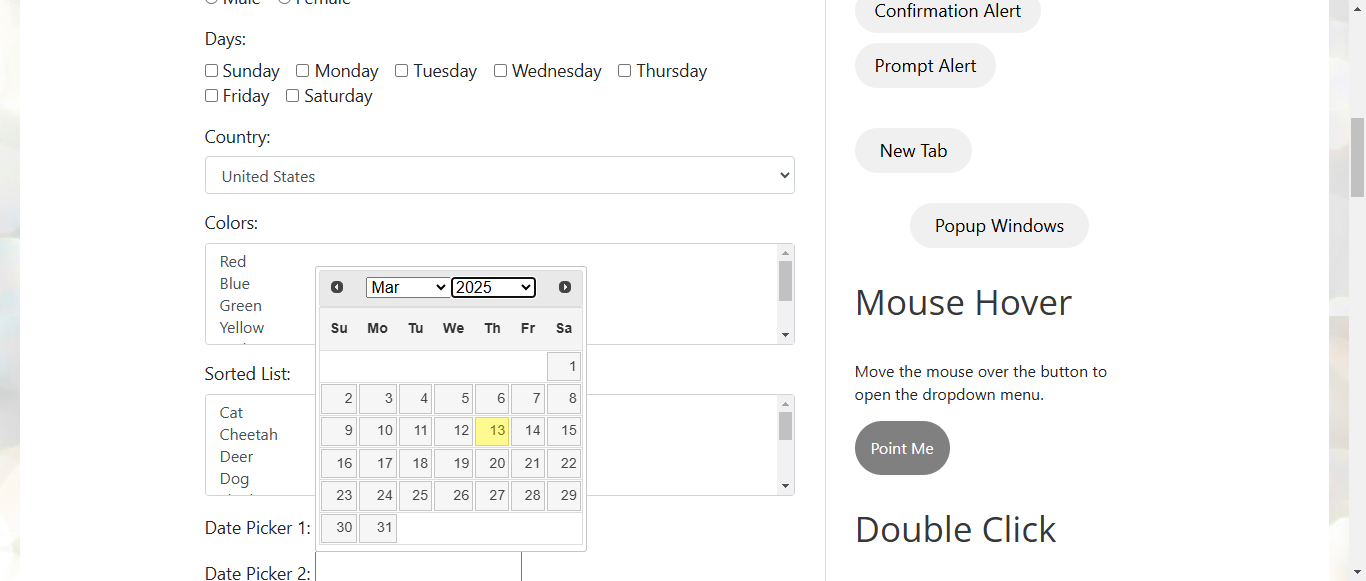 Male Female
Days:
Sunday Monday Tuesday Wednesday Thursday
Friday Saturday
Country:
United States
Colors:
Red
Blue
Green
Yellow
Sorted List:
Cat
Cheetah
Deer
Dog
Date Picker 1:
Date Picker 2:
Mar 2025
Su Mo Tu We Th Fr Sa
1
2 3 4 5 6 7 8
9 10 11 12 13 14 15
16 17 18 19 20 21 22
23 24 25 26 27 28 29
30 31
Confirmation Alert
Prompt Alert
New Tab
Popup Windows
Mouse Hover
Move the mouse over the button to
open the dropdown menu.
Point Me
Double Click